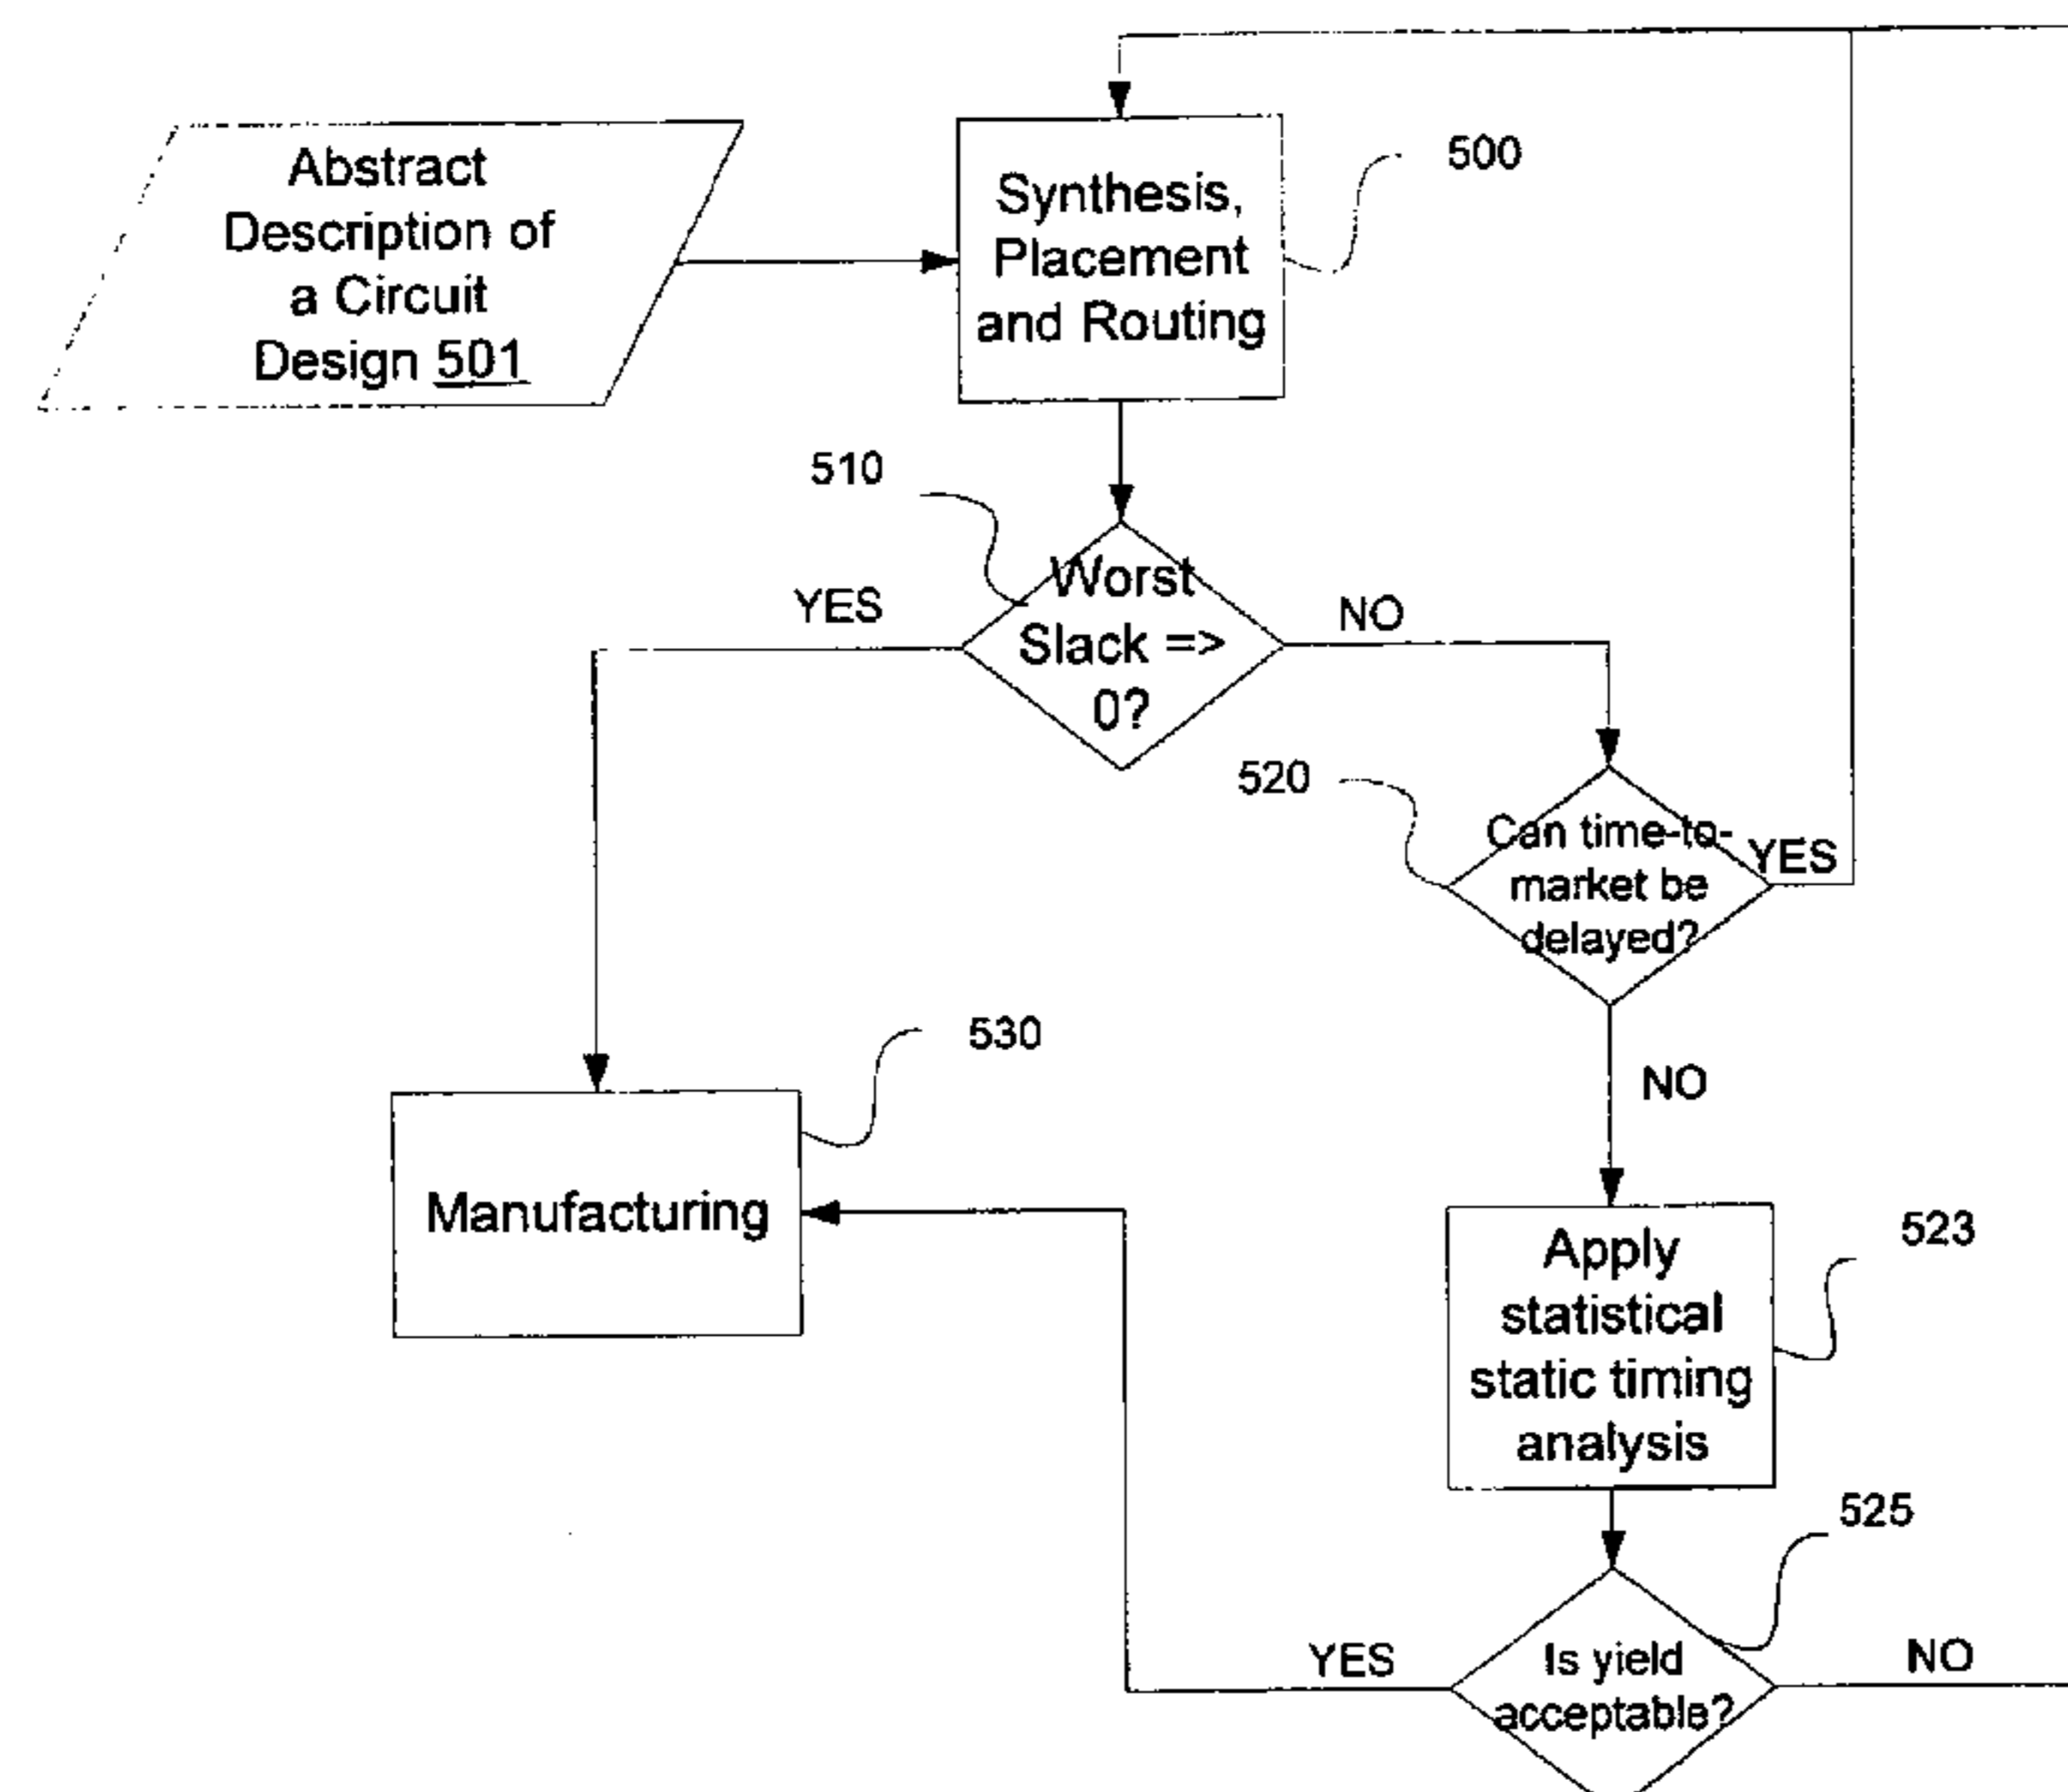 Abstract
Description of
a Circuit
Design 501
Synthesis,
Placement
and Routing
500
510
Worst
Slack =>
0?
YES
NO
520
Can time-to-
market be
delayed?
YES
NO
530
Manufacturing
Apply
statistical
static timing
analysis
523
525
Is yield
acceptable?
YES
NO